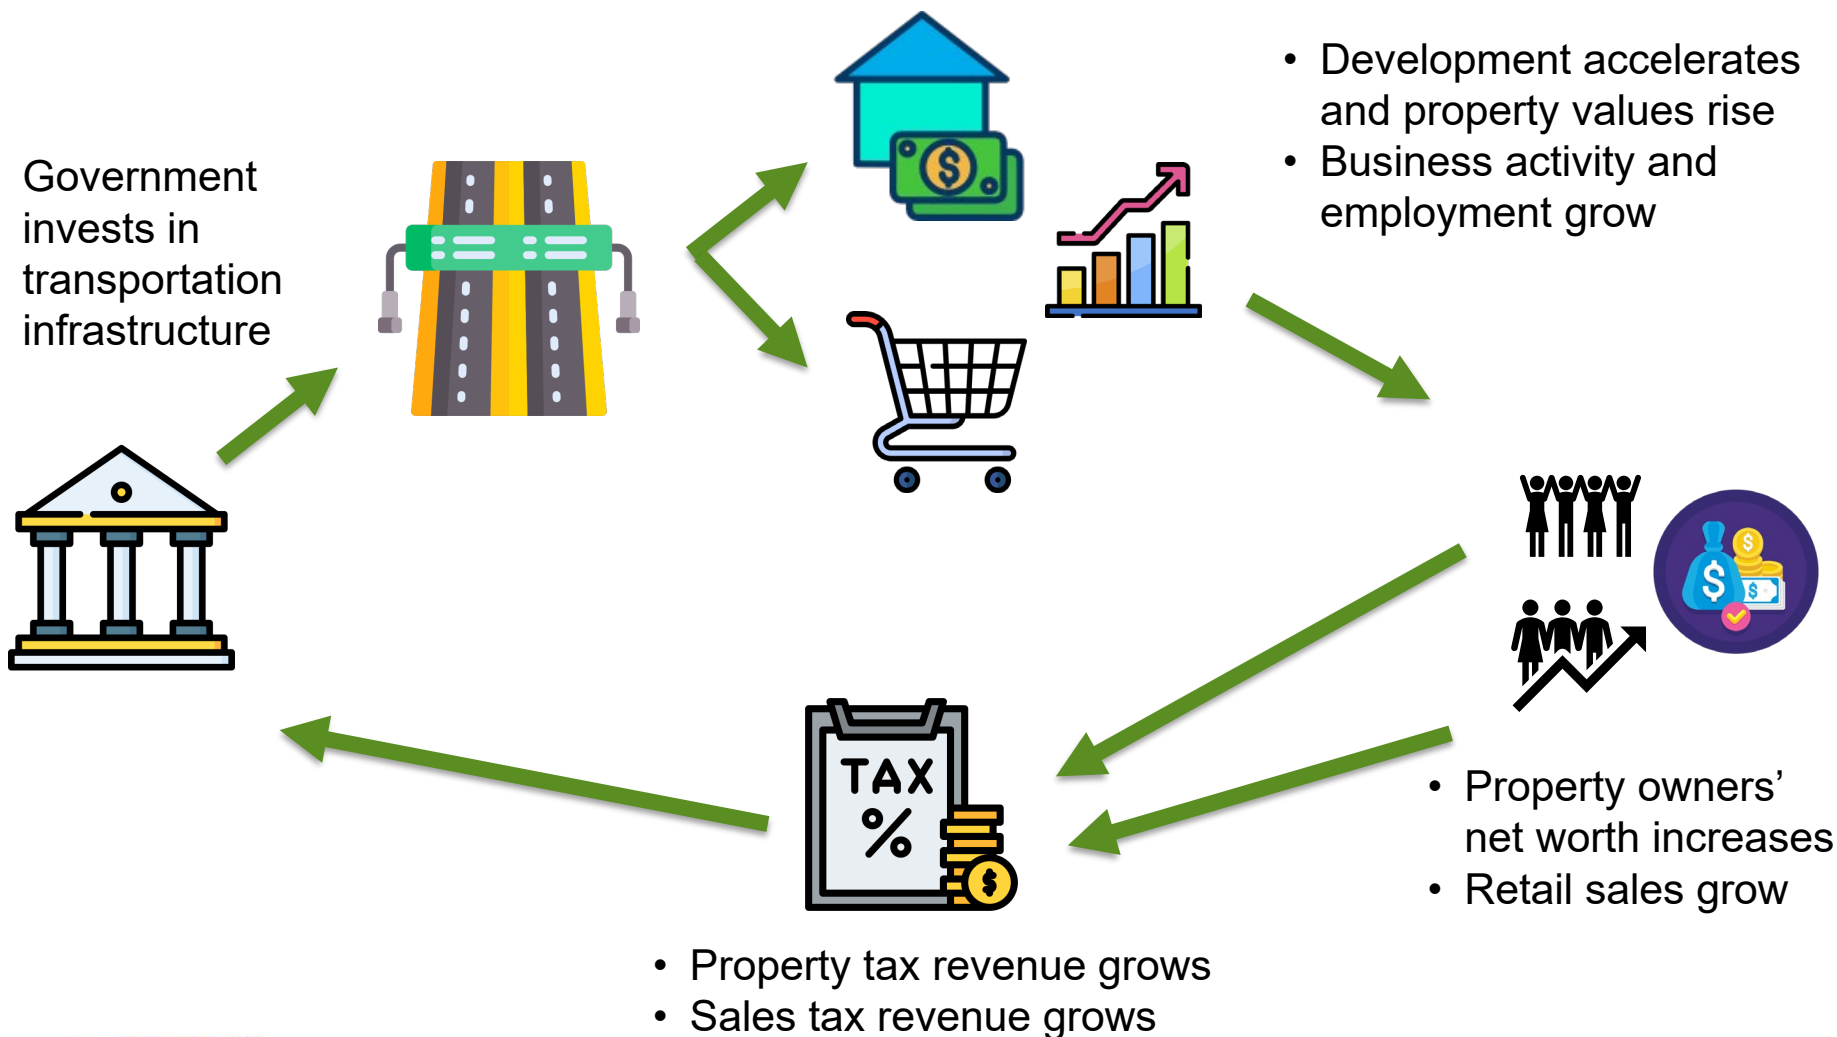 Government
invests in
transportation
infrastructure
• Development accelerates
and property values rise
• Business activity and
employment grow
$
$
$
$
TAX
%
$
• Property owners’
net worth increases
• Retail sales grow
• Property tax revenue grows
• Sales tax revenue grows